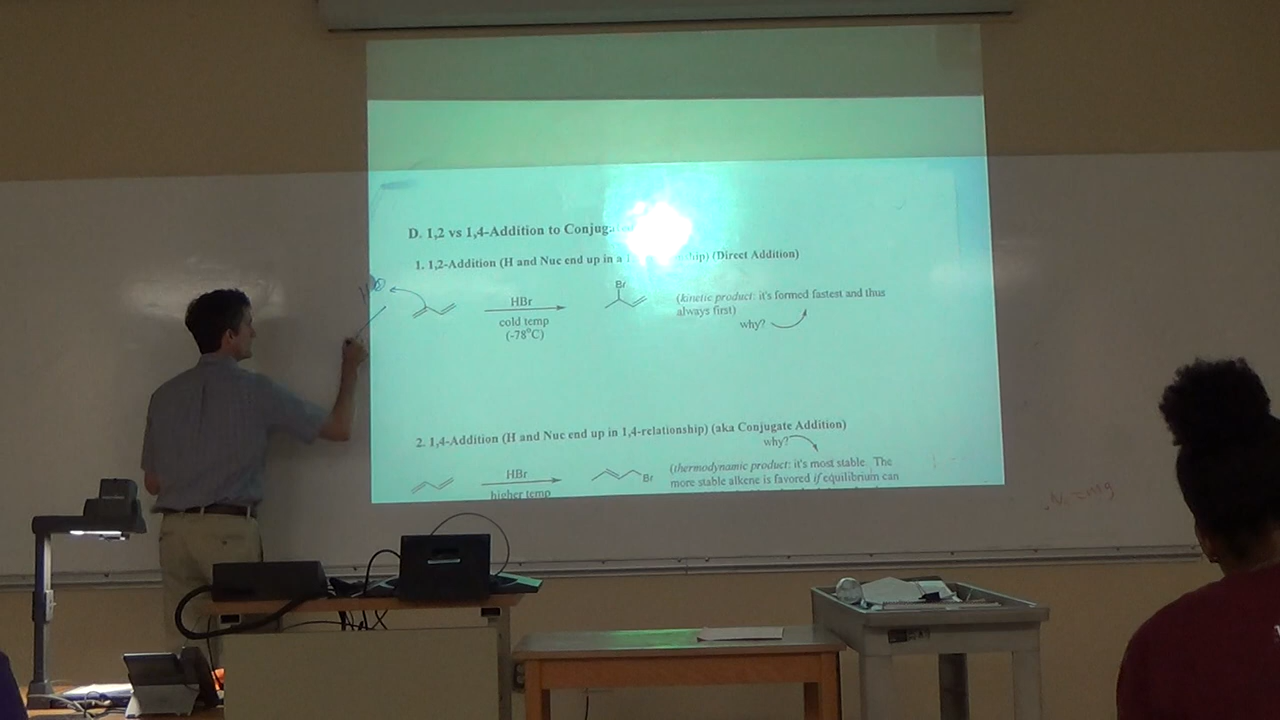 D. 1,2 vs 1,4-Addition to Conjuga
1. 1,2-Addition (H and Nuc end up in a ship) (Direct Addition)
Br
HBr
cold temp
(-78°C)
(kinetic product: it's formed fastest and thus
always first)
why?
2. 1,4-Addition (H and Nuc end up in 1,4-relationship) (aka Conjugate Addition)
why?
HBr
higher temp
Br
(thermodynamic product: it's most stable. The
more stable alkene is favored if equilibrium can